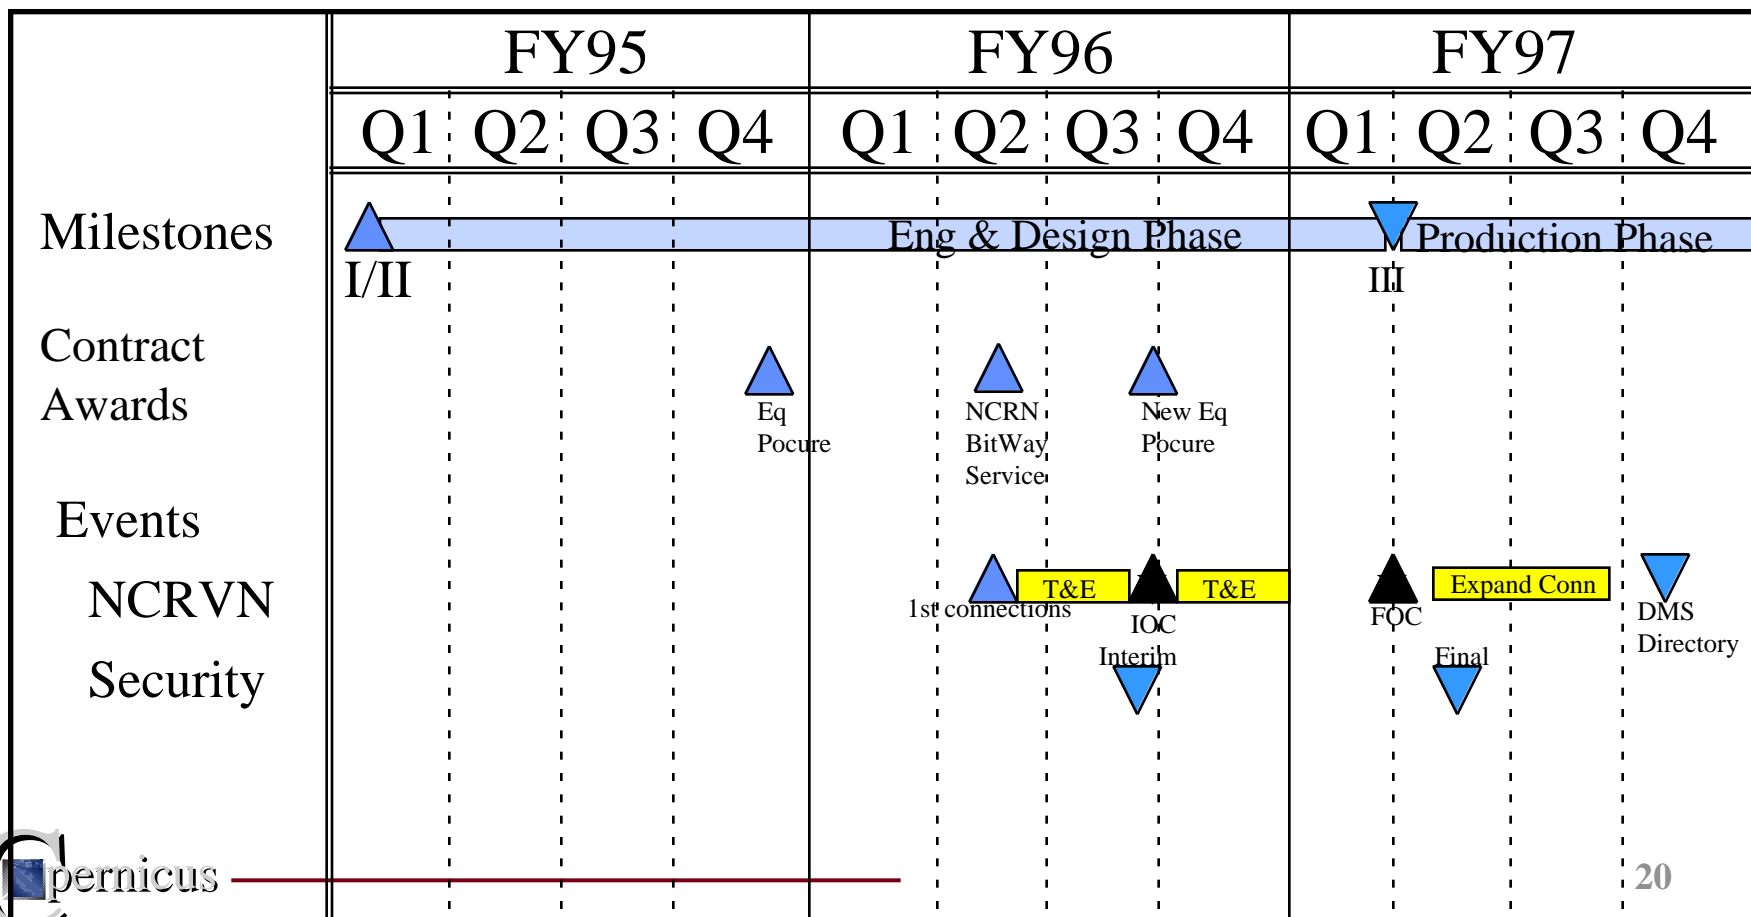 FY95 FY96 FY97
Q1 Q2 Q3 Q4 Q1 Q2 Q3 Q4 Q1 Q2 Q3 Q4
Milestones Eng & Design Phase Production Phase
I/II III
Contract
Awards
Eq
Pocure
NCRN
BitWay
Service
New Eq
Pocure
Events
NCRVN T&E T&E Expand Conn
1st connections
IOC
FOC
DMS
Directory
Security Interim Final
Copernicus
20